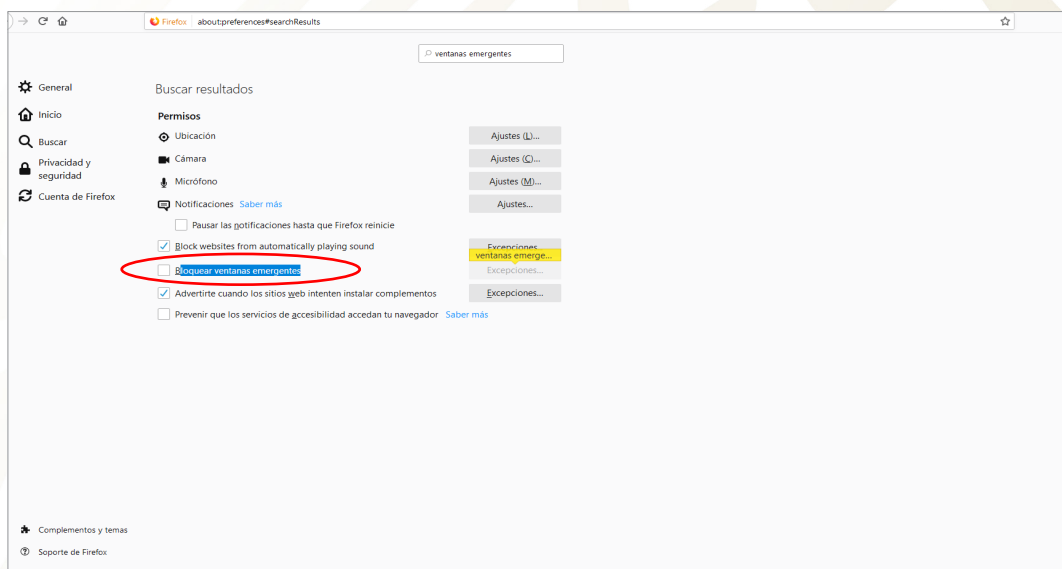 Firefox about:preferences#searchResults
ventanas emergentes
General
Inicio
Buscar
Privacidad y
seguridad
Cuenta de Firefox
Buscar resultados
Permisos
Ubicación Ajustes (L)...
Cámara Ajustes (C)...
Micrófono Ajustes (M)...
Notificaciones Saber más Ajustes...
Pausar las notificaciones hasta que Firefox reinicie
Block websites from automatically playing sound Excepciones...
ventanas emerge...
Bloquear ventanas emergentes Excepciones...
Advertirte cuando los sitios web intenten instalar complementos Excepciones...
Prevenir que los servicios de accesibilidad accedan tu navegador Saber más
Complementos y temas
Soporte de Firefox